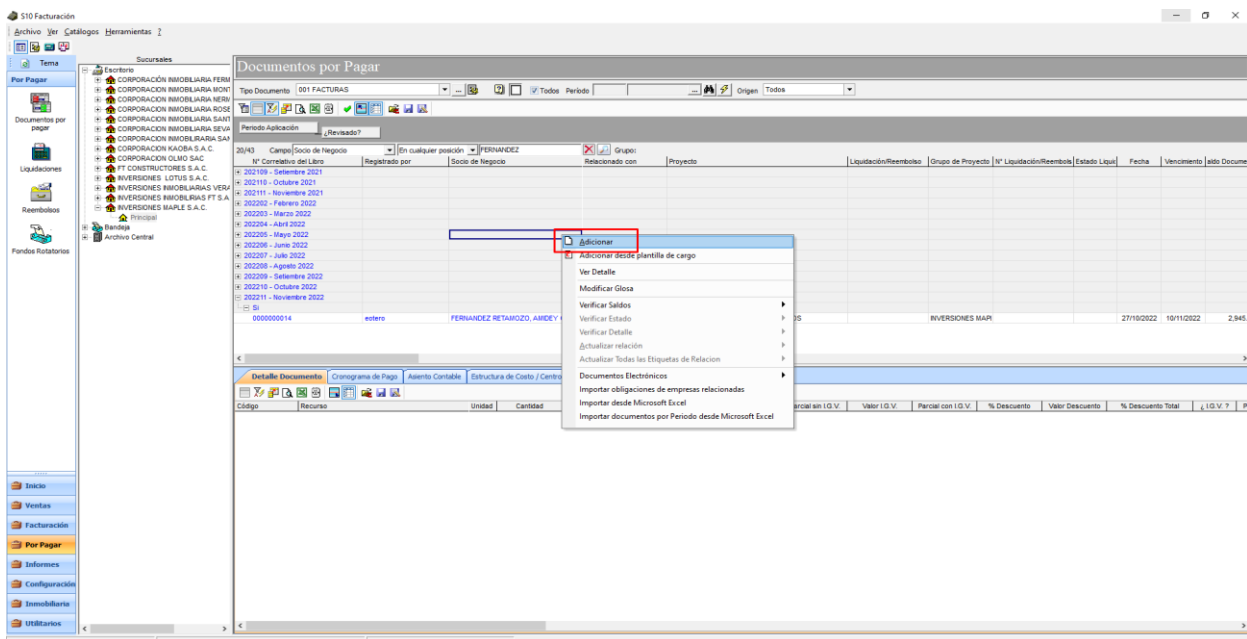 S10 Facturación
Archivo Ver Catálogos Herramientas ?
Tema
Por Pagar
Documentos por pagar
Liquidaciones
Reembolsos
Fondos Rotatorios
Inicio
Ventas
Facturación
Por Pagar
Informes
Configuración
Inmobiliaria
Utilitarios
Sucursales
Escritorio
CORPORACIÓN INMOBILIARIA FERM
CORPORACION INMOBILIARIA MONT
CORPORACION INMOBILIARIA NERIV
CORPORACION INMOBILIARIA ROSE
CORPORACION INMOBILIARIA SANT
CORPORACION INMOBILIARIA SEVA
CORPORACION INMOBILIRARIA SAN
CORPORACION KAOBA S.A.C.
CORPORACION OLMO SAC
FT CONSTRUCTORES S.A.C.
INVERSIONES LOTUS S.A.C.
INVERSIONES INMOBILIARIAS VERA
INVERSIONES INMOBILIRIAS FT S.A
INVERSIONES MAPLE S.A.C.
Principal
Bandeja
Archivo Central
Documentos por Pagar
Tipo Documento 001 FACTURAS ... Todos Periodo ... Origen Todos
Periodo Aplicación ¿Revisado?
20/43 Campo Socio de Negocio En cualquier posición FERNANDEZ Grupo:
N° Correlativo del Libro Registrado por Socio de Negocio Relacionado con Proyecto Liquidación/Reembolso Grupo de Proyecto N° Liquidación/Reembols Estado Liqui Fecha Vencimiento aldo Docume
202109 - Setiembre 2021
202110 - Octubre 2021
202111 - Noviembre 2021
202202 - Febrero 2022
202203 - Marzo 2022
202204 - Abril 2022
202205 - Mayo 2022
202206 - Junio 2022
202207 - Julio 2022
202208 - Agosto 2022
202209 - Setiembre 2022
202210 - Octubre 2022
202211 - Noviembre 2022
Si
0000000014 eotero FERNANDEZ RETAMOZO, AMIDEY OS INVERSIONES MAPI 27/10/2022 10/11/2022 2,945.
Adicionar
Adicionar desde plantilla de cargo
Ver Detalle
Modificar Glosa
Verificar Saldos
Verificar Estado
Verificar Detalle
Actualizar relación
Actualizar Todas las Etiquetas de Relacion
Documentos Electrónicos
Importar obligaciones de empresas relacionadas
Importar desde Microsoft Excel
Importar documentos por Periodo desde Microsoft Excel
Detalle Documento Cronograma de Pago Asiento Contable Estructura de Costo / Centro
Código Recurso Unidad Cantidad arcial sin I.G.V. Valor I.G.V. Parcial con I.G.V. % Descuento Valor Descuento % Descuento Total ¿ I.G.V. ? P